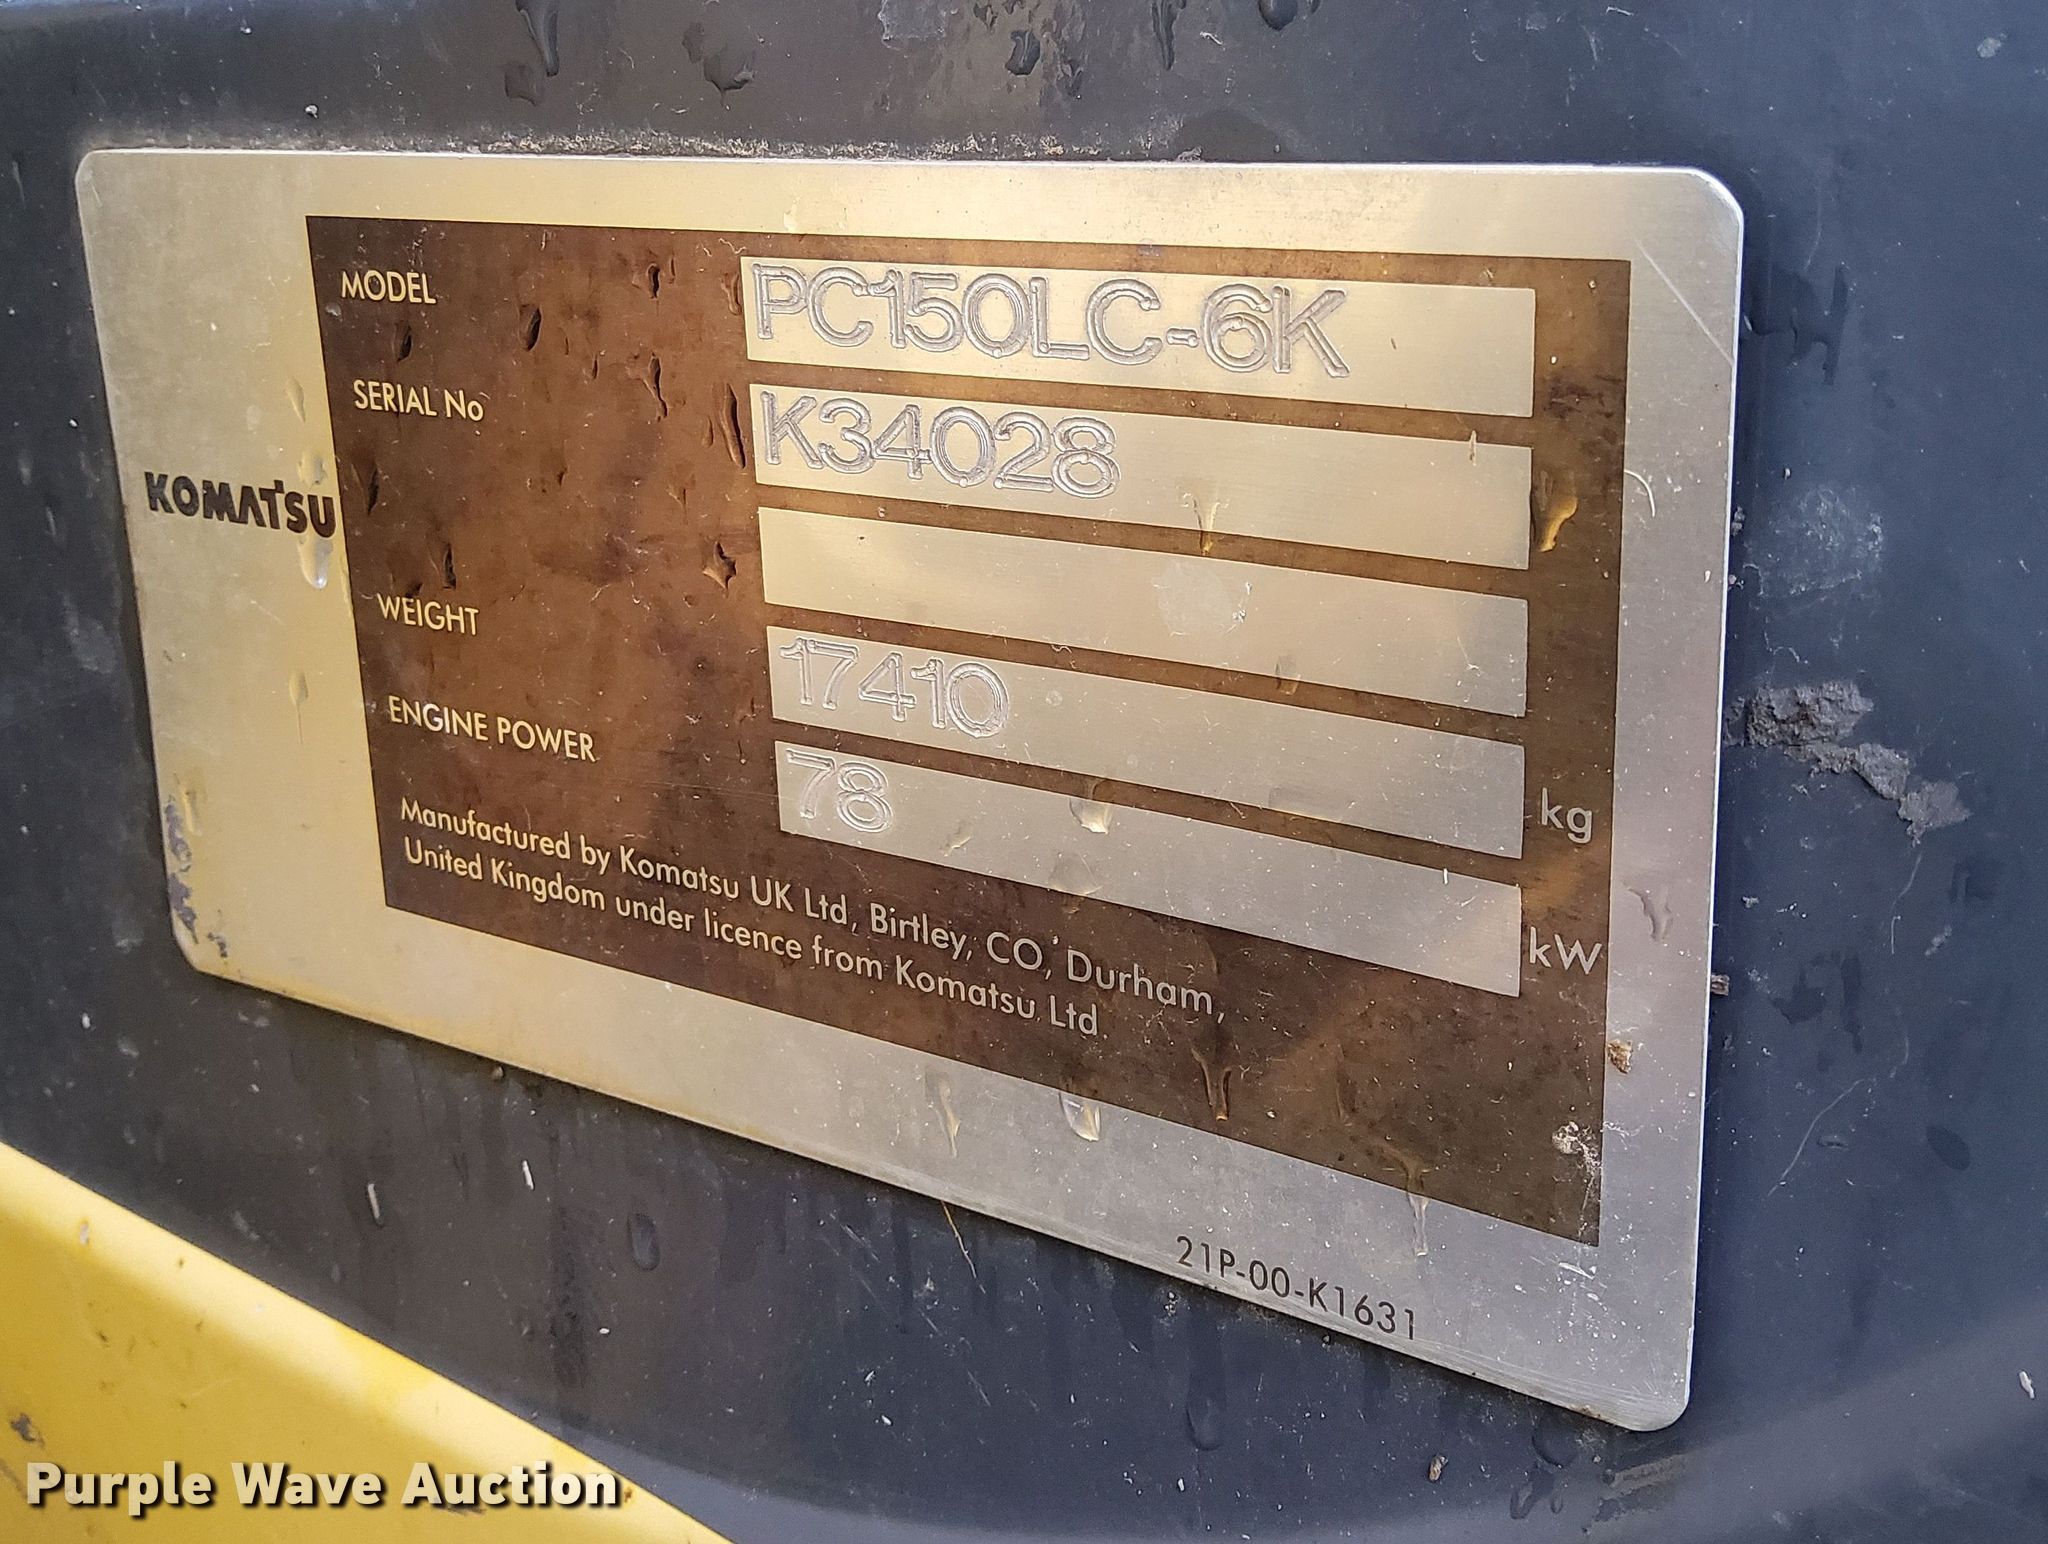 MODEL PC150LC-6K
SERIAL No K34028
KOMATSU
WEIGHT 17410 kg
ENGINE POWER 78 kW
Manufactured by Komatsu UK Ltd, Birtley, CO, Durham,
United Kingdom under licence from Komatsu Ltd
21P-00-K1631
Purple Wave Auction